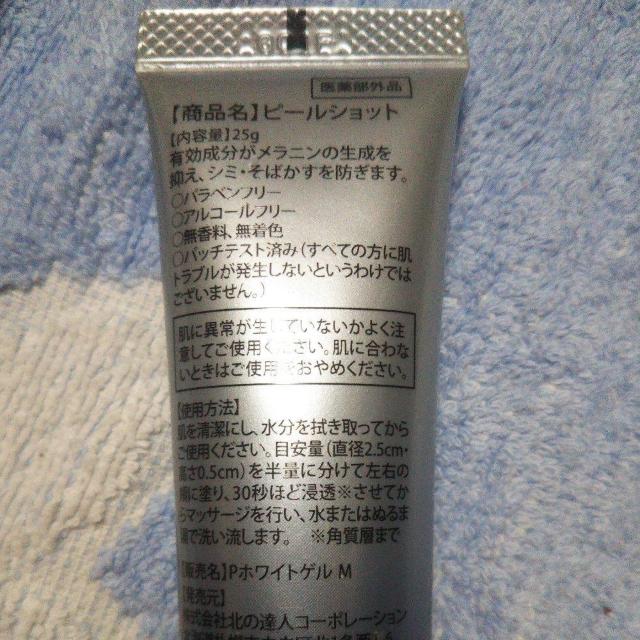 医薬部外品
【商品名】ピールショット
【内容量】25g
有効成分がメラニンの生成を
抑え、シミ・そばかすを防ぎます。
○パラベンフリー
○アルコールフリー
○無香料、無着色
○パッチテスト済み(すべての方に肌
トラブルが発生しないというわけでは
ございません。)
肌に異常が生じていないかよく注
意してご使用ください。肌に合わな
いときはご使用をおやめください。
【使用方法】
肌を清潔にし、水分を拭き取ってから
ご使用ください。目安量(直径2.5cm・
高さ0.5cm)を半量に分けて左右の
頬に塗り、30秒ほど浸透※させてか
らマッサージを行い、水またはぬるま
湯で洗い流します。 ※角質層まで
【販売名】Pホワイトゲル M
【発売元】
株式会社北の達人コーポレーション